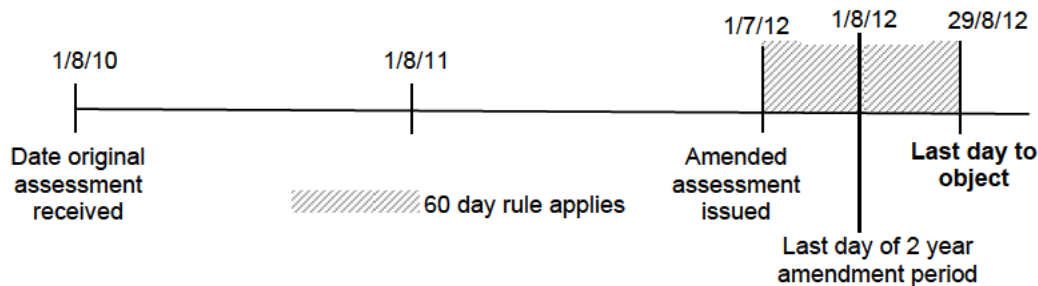 1/8/10
1/8/11
1/7/12
1/8/12
29/8/12
Date original
assessment
received
60 day rule applies
Amended
assessment
issued
Last day to
object
Last day of 2 year
amendment period